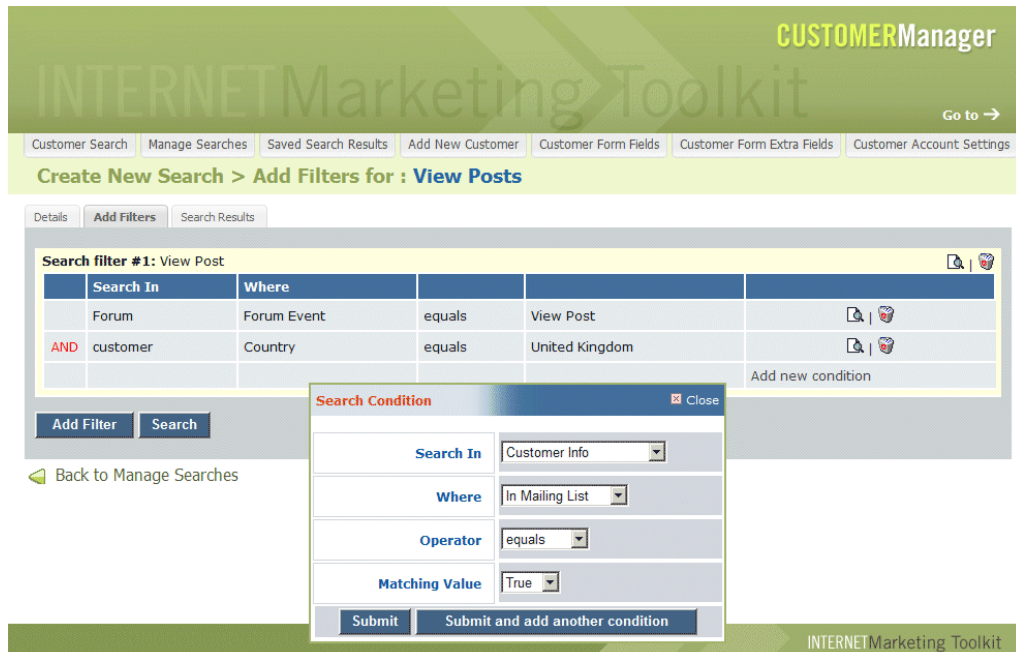 CUSTOMERManager
INTERNETMarketing Toolkit
Go to →
Customer Search Manage Searches Saved Search Results Add New Customer Customer Form Fields Customer Form Extra Fields Customer Account Settings
Create New Search > Add Filters for : View Posts
Details Add Filters Search Results
Search filter #1: View Post |
Search In Where
Forum Forum Event equals View Post |
AND customer Country equals United Kingdom |
Add new condition
Search Condition Close
Add Filter Search
Search In Customer Info
Back to Manage Searches
Where In Mailing List
Operator equals
Matching Value True
Submit Submit and add another condition
INTERNETMarketing Toolkit